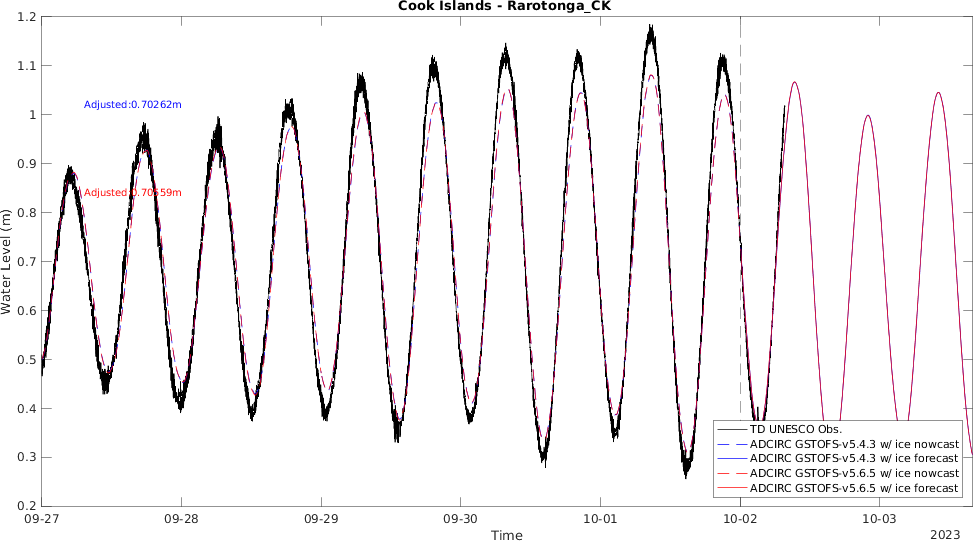 Cook Islands - Rarotonga_CK
1.2
1.1
1
0.9
0.8
0.7
0.6
0.5
0.4
0.3
0.2
Water Level (m)
Adjusted:0.70262m
Adjusted:0.70559m
TD UNESCO Obs.
ADCIRC GSTOFS-v5.4.3 w/ ice nowcast
ADCIRC GSTOFS-v5.4.3 w/ ice forecast
ADCIRC GSTOFS-v5.6.5 w/ ice nowcast
ADCIRC GSTOFS-v5.6.5 w/ ice forecast
09-27 09-28 09-29 09-30 10-01 10-02 10-03
Time
2023